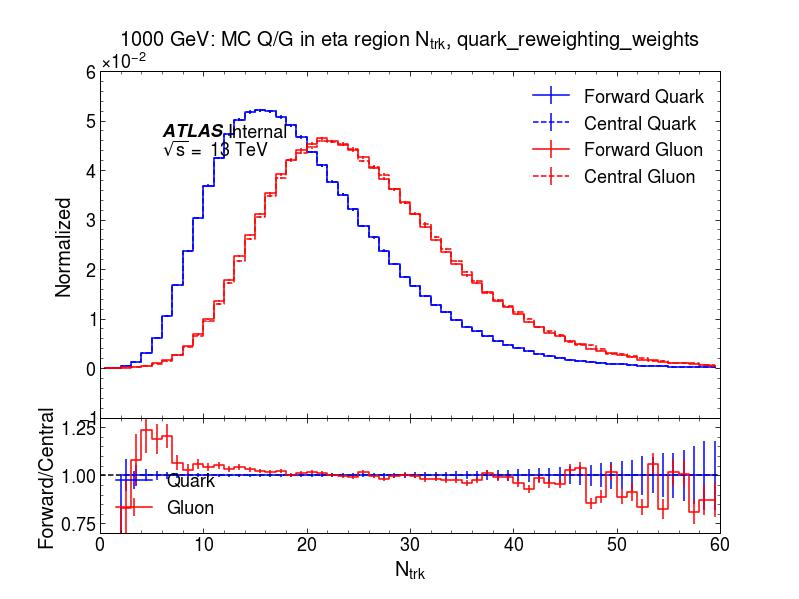 1000 GeV: MC Q/G in eta region N_trk, quark_reweighting_weights
×10⁻²
6
5
4
3
2
1
0
−1
Normalized
ATLAS Internal
√s = 13 TeV
Forward Quark
Central Quark
Forward Gluon
Central Gluon
1.25
1.00
0.75
Forward/Central
Quark
Gluon
0 10 20 30 40 50 60
N_trk